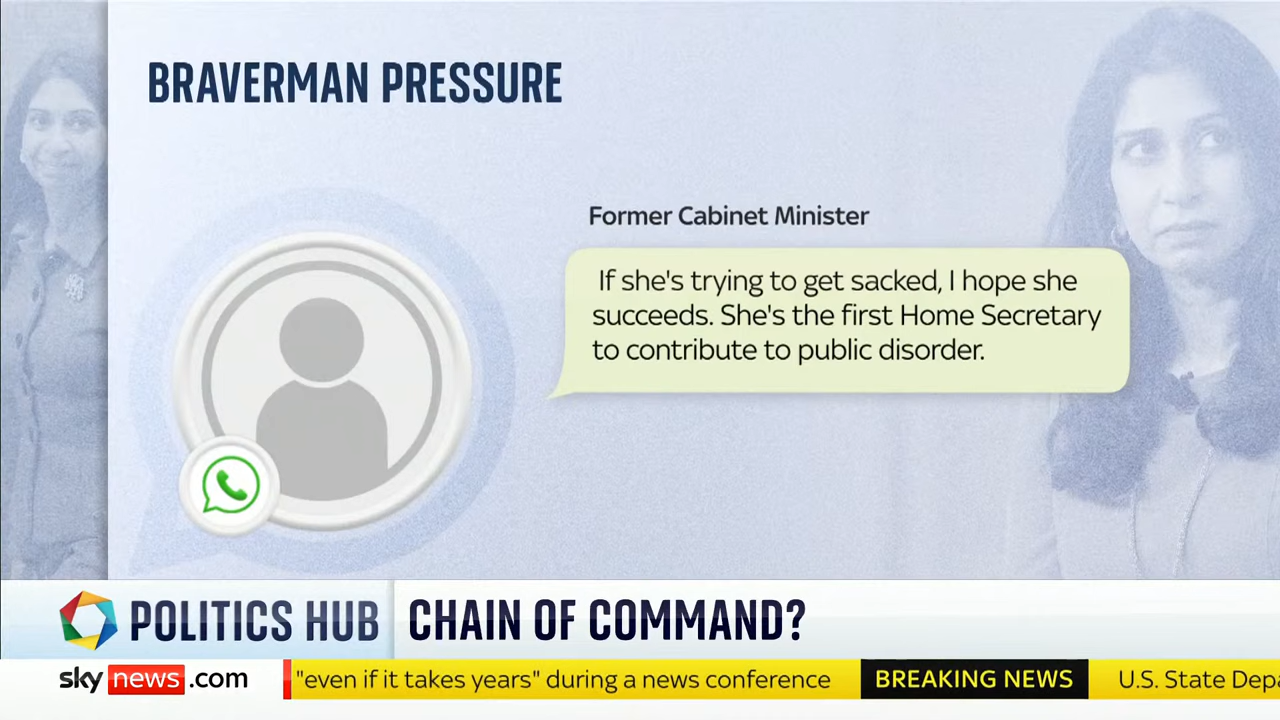 BRAVERMAN PRESSURE
Former Cabinet Minister
If she's trying to get sacked, I hope she
succeeds. She's the first Home Secretary
to contribute to public disorder.
POLITICS HUB
CHAIN OF COMMAND?
sky news .com
"even if it takes years" during a news conference
BREAKING NEWS
U.S. State